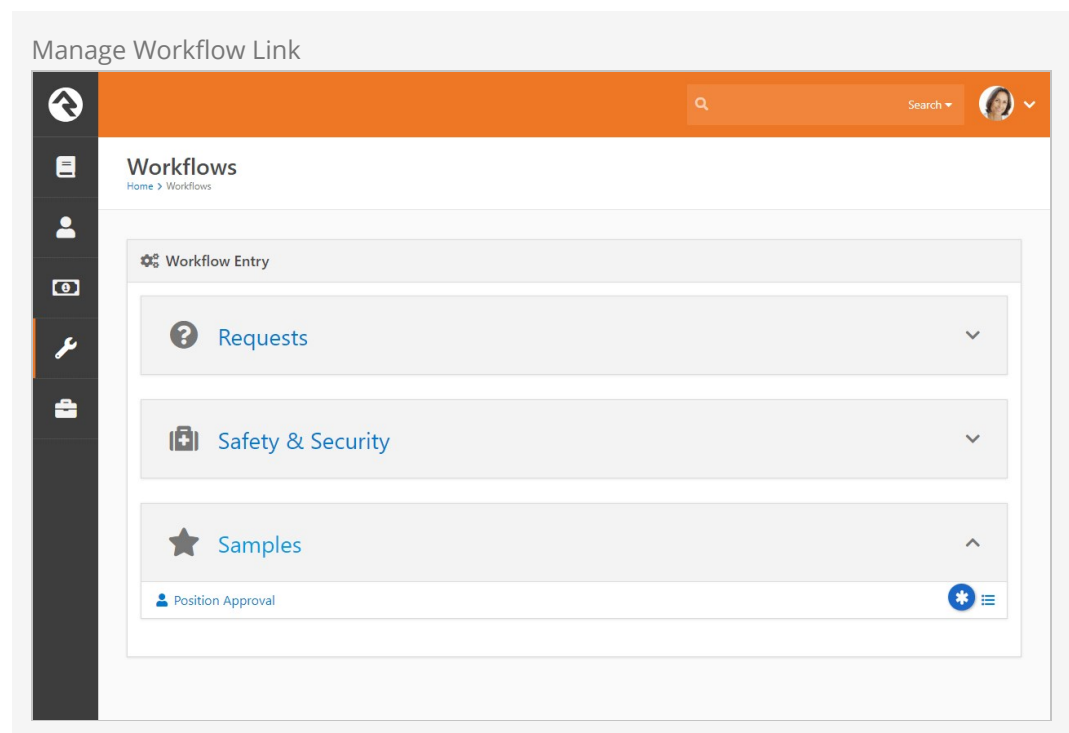 Manage Workflow Link
Search
Workflows
Home > Workflows
Workflow Entry
Requests
Safety & Security
Samples
Position Approval